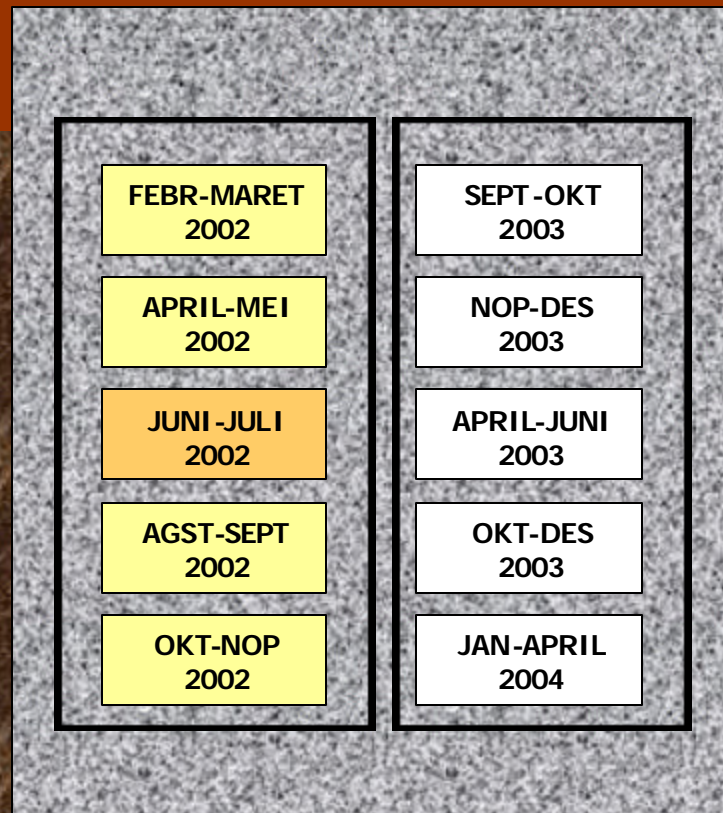 FEBR-MARET
2002
APRIL-MEI
2002
JUNI-JULI
2002
AGST-SEPT
2002
OKT-NOP
2002
SEPT-OKT
2003
NOP-DES
2003
APRIL-JUNI
2003
OKT-DES
2003
JAN-APRIL
2004